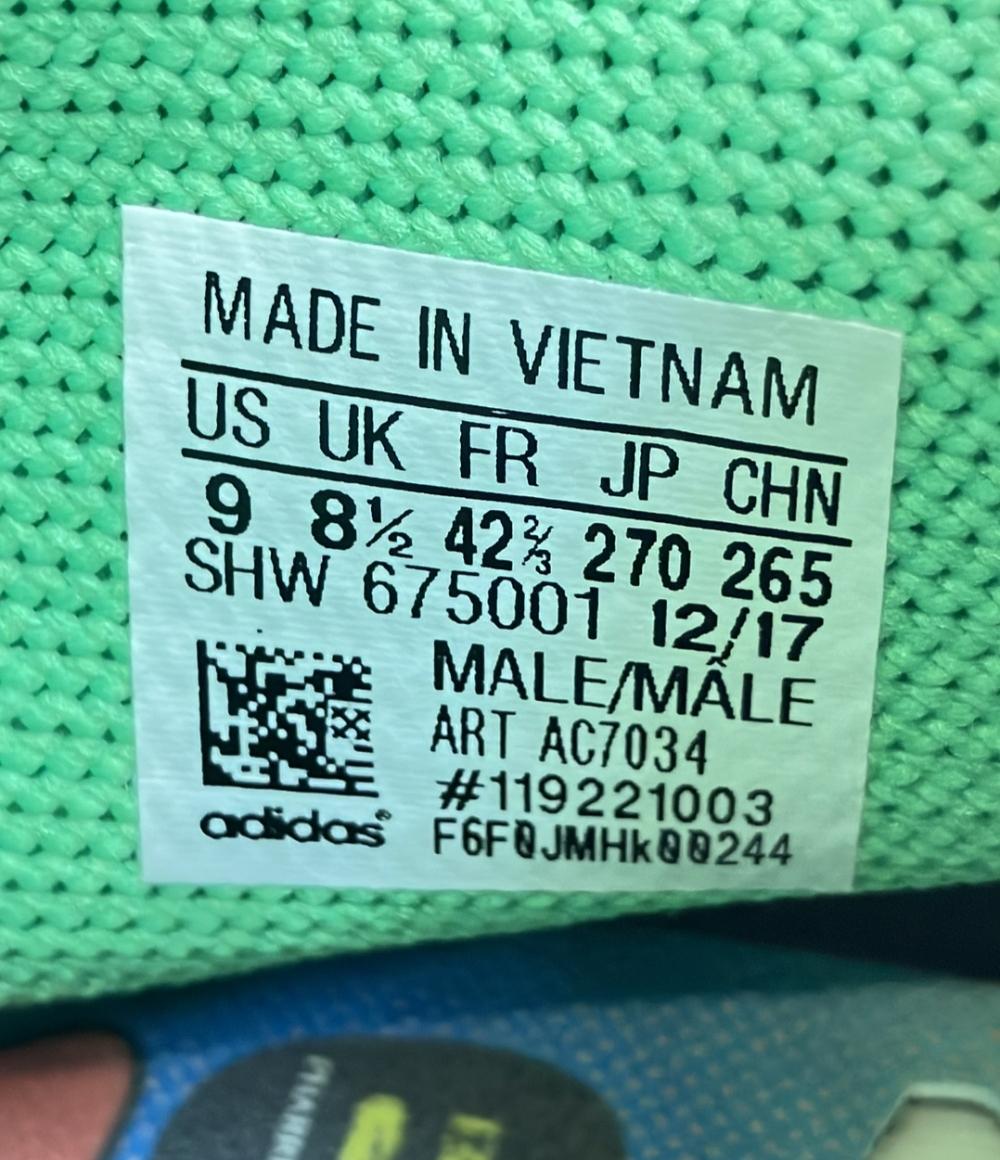 MADE IN VIETNAM
US UK FR JP CHN
9 8½ 42⅔ 270 265
SHW 675001 12/17
MALE/MÂLE
ART AC7034
#119221003
adidas®
F6F0JMHk00244